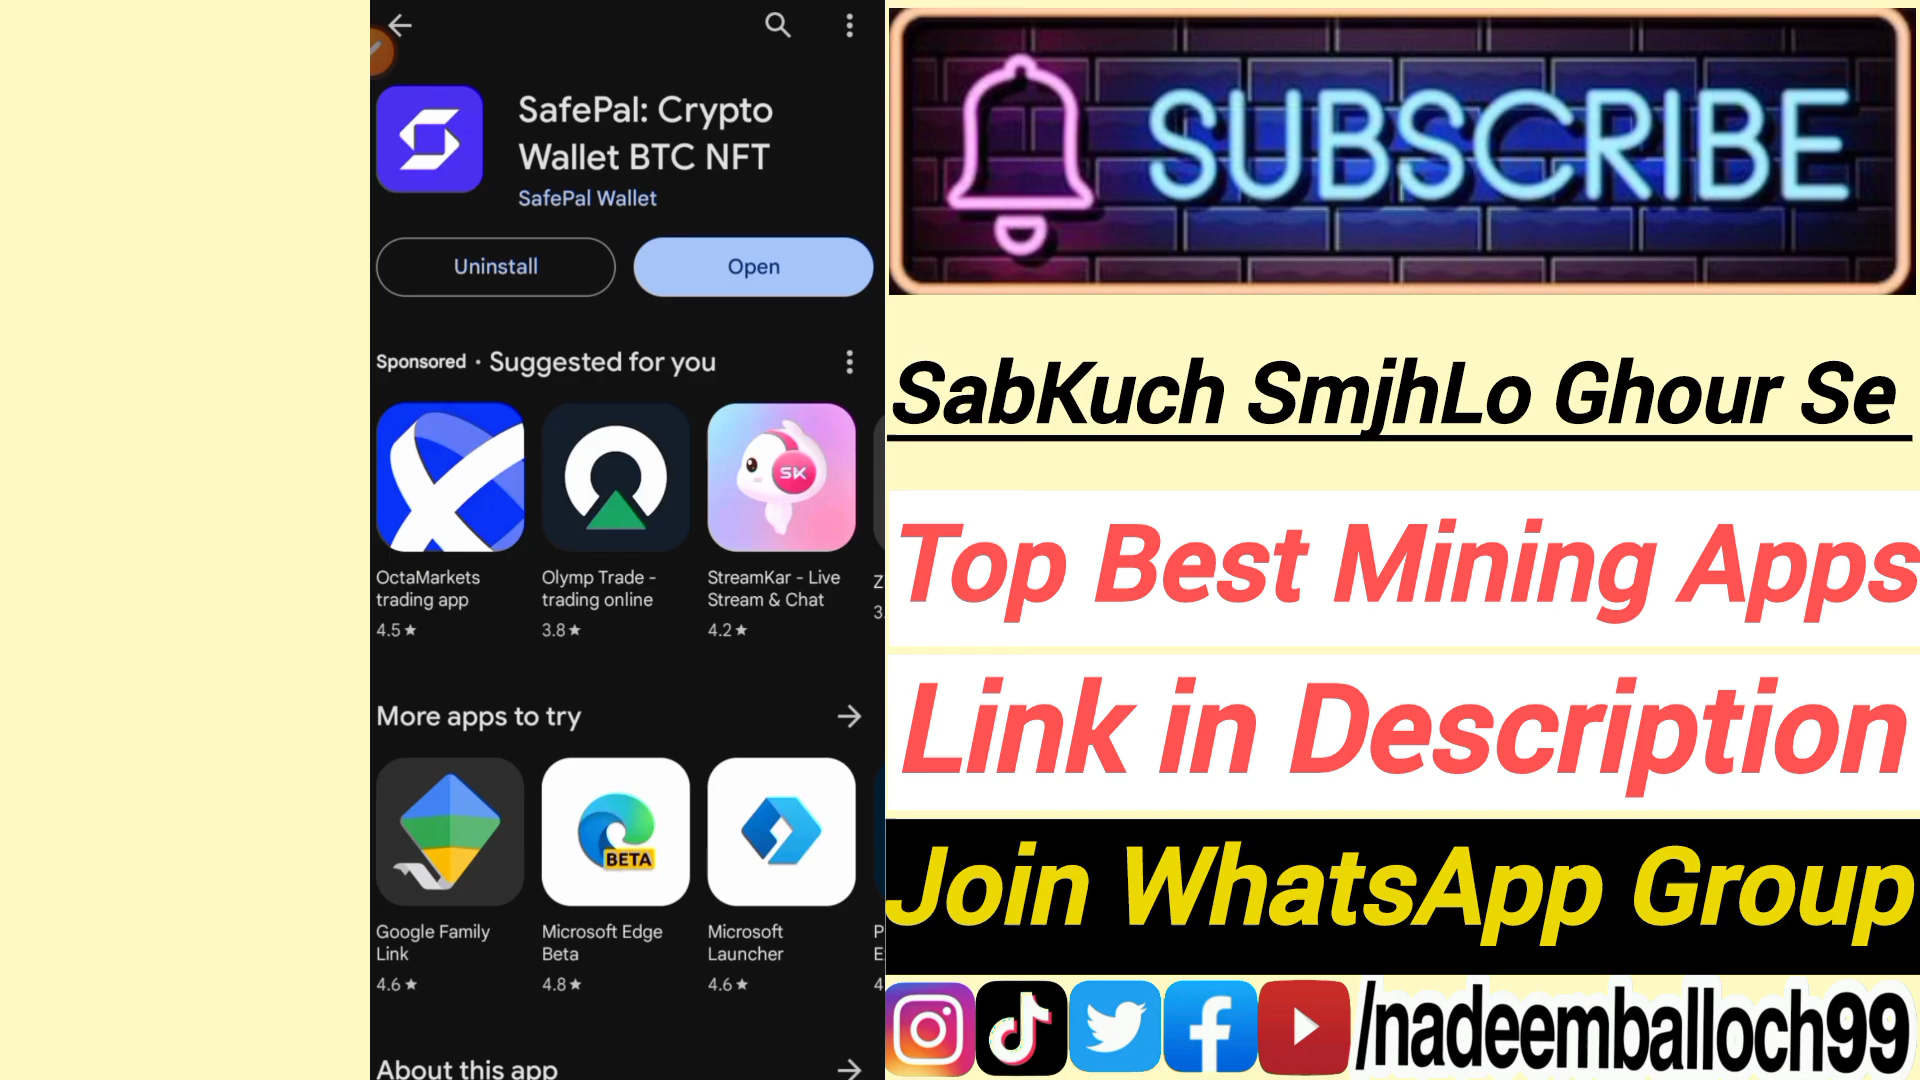 SafePal: Crypto
Wallet BTC NFT
SafePal Wallet
Uninstall
Open
Sponsored · Suggested for you
SK
OctaMarkets
trading app
4.5★
Olymp Trade -
trading online
3.8★
StreamKar - Live
Stream & Chat
4.2★
Z
3.
More apps to try
BETA
Google Family
Link
4.6★
Microsoft Edge
Beta
4.8★
Microsoft
Launcher
4.6★
P
E
4
About this app
SUBSCRIBE
SabKuch SmjhLo Ghour Se
Top Best Mining Apps
Link in Description
Join WhatsApp Group
/nadeemballoch99